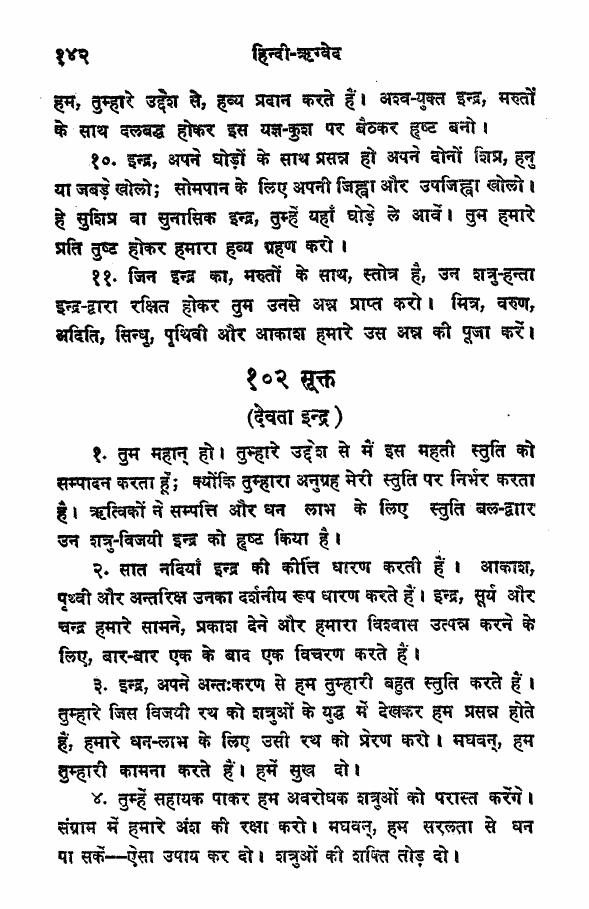 १४२ हिन्दी-ऋग्वेद
हम, तुम्हारे उद्देश से, हव्य प्रदान करते हैं। अश्व-युक्त इन्द्र, मरुतों
के साथ दलबद्ध होकर इस यज्ञ-कुश पर बैठकर हृष्ट बनो।
१०. इन्द्र, अपने घोड़ों के साथ प्रसन्न हो अपने दोनों शिप्र, हनु
या जबड़े खोलो; सोमपान के लिए अपनी जिह्वा और उपजिह्वा खोलो।
हे सुशिप्र वा सुनासिक इन्द्र, तुम्हें यहाँ घोड़े ले आवें। तुम हमारे
प्रति तुष्ट होकर हमारा हव्य ग्रहण करो।
११. जिन इन्द्र का, मरुतों के साथ, स्तोत्र है, उन शत्रु-हन्ता
इन्द्र-द्वारा रक्षित होकर तुम उनसे अन्न प्राप्त करो। मित्र, वरुण,
अदिति, सिन्धु, पृथिवी और आकाश हमारे उस अन्न की पूजा करें।
१०२ सूक्त
(देवता इन्द्र)
१. तुम महान् हो। तुम्हारे उद्देश से मैं इस महती स्तुति को
सम्पादन करता हूँ; क्योंकि तुम्हारा अनुग्रह मेरी स्तुति पर निर्भर करता
है। ऋत्विकों ने सम्पत्ति और धन लाभ के लिए स्तुति बल-द्वाार
उन शत्रु-विजयी इन्द्र को हृष्ट किया है।
२. सात नदियाँ इन्द्र की कीर्त्ति धारण करती हैं। आकाश,
पृथ्वी और अन्तरिक्ष उनका दर्शनीय रूप धारण करते हैं। इन्द्र, सूर्य और
चन्द्र हमारे सामने, प्रकाश देने और हमारा विश्वास उत्पन्न करने के
लिए, बार-बार एक के बाद एक विचरण करते हैं।
३. इन्द्र, अपने अन्तःकरण से हम तुम्हारी बहुत स्तुति करते हैं।
तुम्हारे जिस विजयी रथ को शत्रुओं के युद्ध में देखकर हम प्रसन्न होते
हैं, हमारे धन-लाभ के लिए उसी रथ को प्रेरण करो। मघवन्, हम
तुम्हारी कामना करते हैं। हमें सुख दो।
४. तुम्हें सहायक पाकर हम अवरोधक शत्रुओं को परास्त करेंगे।
संग्राम में हमारे अंश की रक्षा करो। मघवन्, हम सरलता से धन
पा सकें—ऐसा उपाय कर दो। शत्रुओं की शक्ति तोड़ दो।